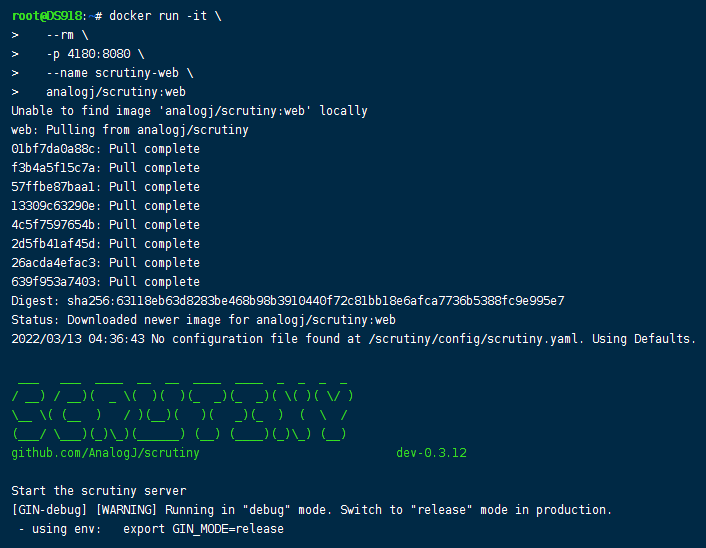 root@DS918:~# docker run -it \
>    --rm \
>    -p 4180:8080 \
>    --name scrutiny-web \
>    analogj/scrutiny:web
Unable to find image 'analogj/scrutiny:web' locally
web: Pulling from analogj/scrutiny
01bf7da0a88c: Pull complete
f3b4a5f15c7a: Pull complete
57ffbe87baa1: Pull complete
13309c63290e: Pull complete
4c5f7597654b: Pull complete
2d5fb41af45d: Pull complete
26acda4efac3: Pull complete
639f953a7403: Pull complete
Digest: sha256:63118eb63d8283be468b98b3910440f72c81bb18e6afca7736b5388fc9e995e7
Status: Downloaded newer image for analogj/scrutiny:web
2022/03/13 04:36:43 No configuration file found at /scrutiny/config/scrutiny.yaml. Using Defaults.
 ___   ___  ____  __  __  ____  ____  _  _  _  _
/ __) / __)(  _ \(  )(  )(_  _)(_  _)( \( )( \/ )
\__ \( (__  )   / )(__)(   )(   _)(_  )  (  \  /
(___/ \___)(_)\_)(______) (__) (____)(_)\_) (__)
github.com/AnalogJ/scrutiny                            dev-0.3.12
Start the scrutiny server
[GIN-debug] [WARNING] Running in "debug" mode. Switch to "release" mode in production.
 - using env:   export GIN_MODE=release